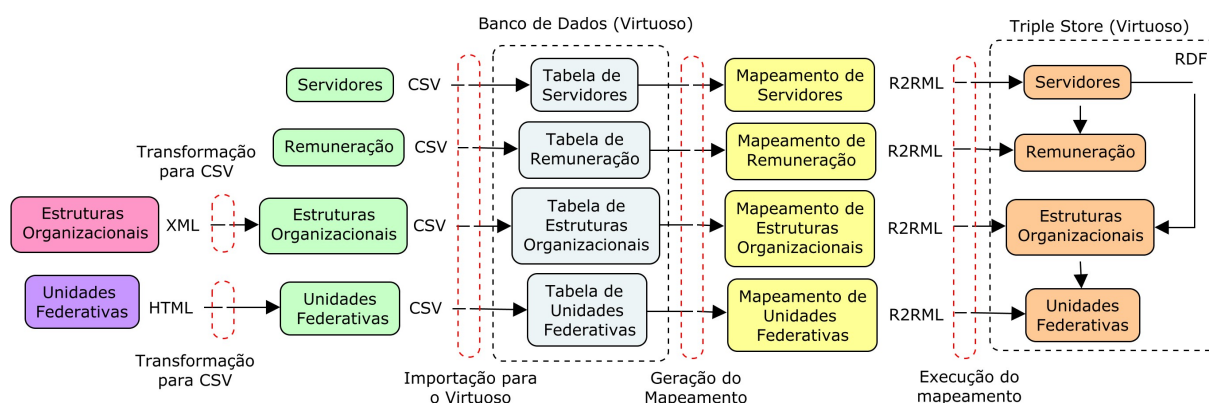 Banco de Dados (Virtuoso)
Triple Store (Virtuoso)
RDF
Servidores
CSV
Tabela de
Servidores
Mapeamento de
Servidores
R2RML
Servidores
Transformação
para CSV
Remuneração
CSV
Tabela de
Remuneração
Mapeamento de
Remuneração
R2RML
Remuneração
Estruturas
Organizacionais
XML
Estruturas
Organizacionais
CSV
Tabela de
Estruturas
Organizacionais
Mapeamento de
Estruturas
Organizacionais
R2RML
Estruturas
Organizacionais
Unidades
Federativas
HTML
Unidades
Federativas
CSV
Tabela de
Unidades
Federativas
Mapeamento de
Unidades
Federativas
R2RML
Unidades
Federativas
Transformação
para CSV
Importação para
o Virtuoso
Geração do
Mapeamento
Execução do
mapeamento